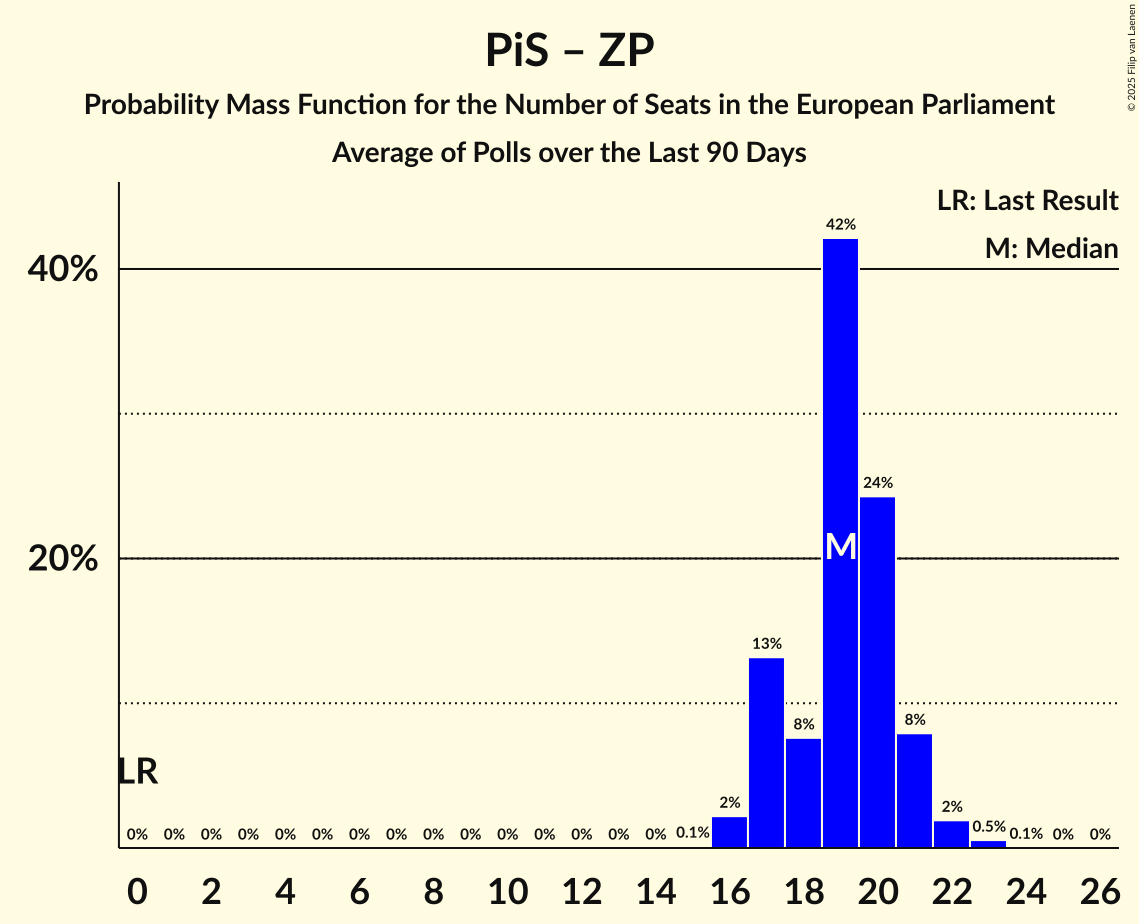 PiS – ZP
Probability Mass Function for the Number of Seats in the European Parliament
Average of Polls over the Last 90 Days
© 2025 Filip van Laenen
LR: Last Result
M: Median
42%
40%
24%
M
20%
13%
8%
8%
LR
2%
2%
0% 0% 0% 0% 0% 0% 0% 0% 0% 0% 0% 0% 0% 0% 0% 0.1% 0.5% 0.1% 0% 0%
0 2 4 6 8 10 12 14 16 18 20 22 24 26